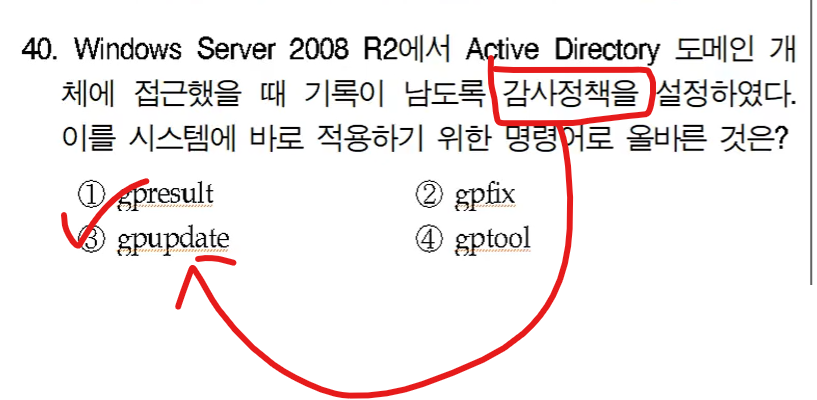 40. Windows Server 2008 R2에서 Active Directory 도메인 개
체에 접근했을 때 기록이 남도록 감사정책을 설정하였다.
이를 시스템에 바로 적용하기 위한 명령어로 올바른 것은?
① gpresult ② gpfix
③ gpupdate ④ gptool